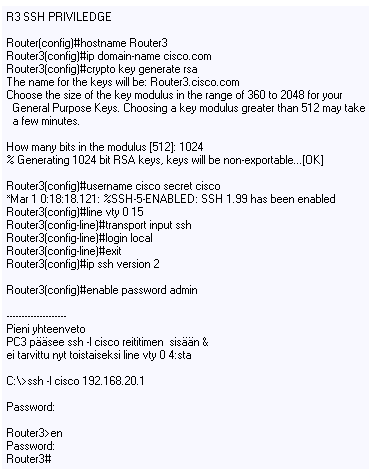 R3 SSH PRIVILEDGE
Router(config)#hostname Router3
Router3(config)#ip domain-name cisco.com
Router3(config)#crypto key generate rsa
The name for the keys will be: Router3.cisco.com
Choose the size of the key modulus in the range of 360 to 2048 for your
General Purpose Keys. Choosing a key modulus greater than 512 may take
a few minutes.
How many bits in the modulus [512]: 1024
% Generating 1024 bit RSA keys, keys will be non-exportable...[OK]
Router3(config)#username cisco secret cisco
*Mar 1 0:18:18.121: %SSH-5-ENABLED: SSH 1.99 has been enabled
Router3(config)#line vty 0 15
Router3(config-line)#transport input ssh
Router3(config-line)#login local
Router3(config-line)#exit
Router3(config)#ip ssh version 2
Router3(config)#enable password admin
--------------------
Pieni yhteenveto
PC3 pääsee ssh -l cisco reititimen sisään &
ei tarvittu nyt toistaiseksi line vty 0 4:sta
C:\>ssh -l cisco 192.168.20.1
Password:
Router3>en
Password:
Router3#